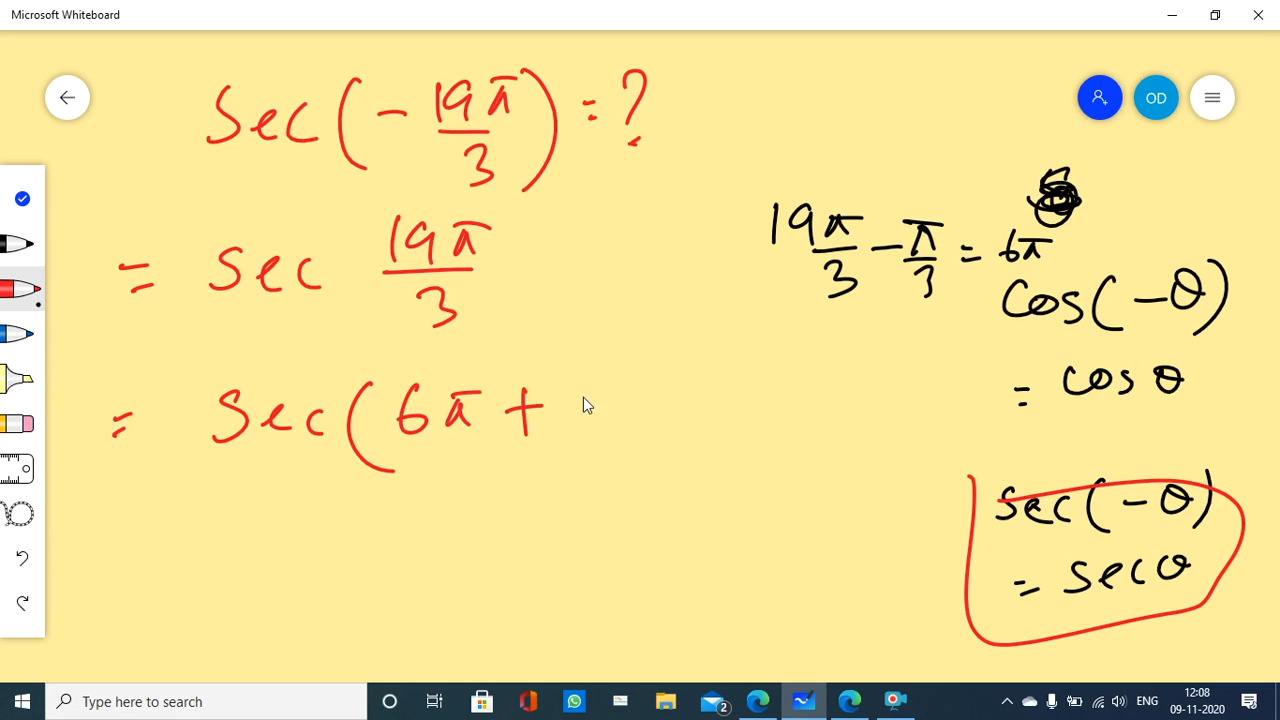 Microsoft Whiteboard
OD
Sec(-19π/3) = ?
= Sec 19π/3
= Sec(6π +
19π/3 - π/3 = 6π
Cos(-θ)
= Cos θ
Sec(-θ)
= Sec θ
Type here to search
2
ENG
12:08
09-11-2020